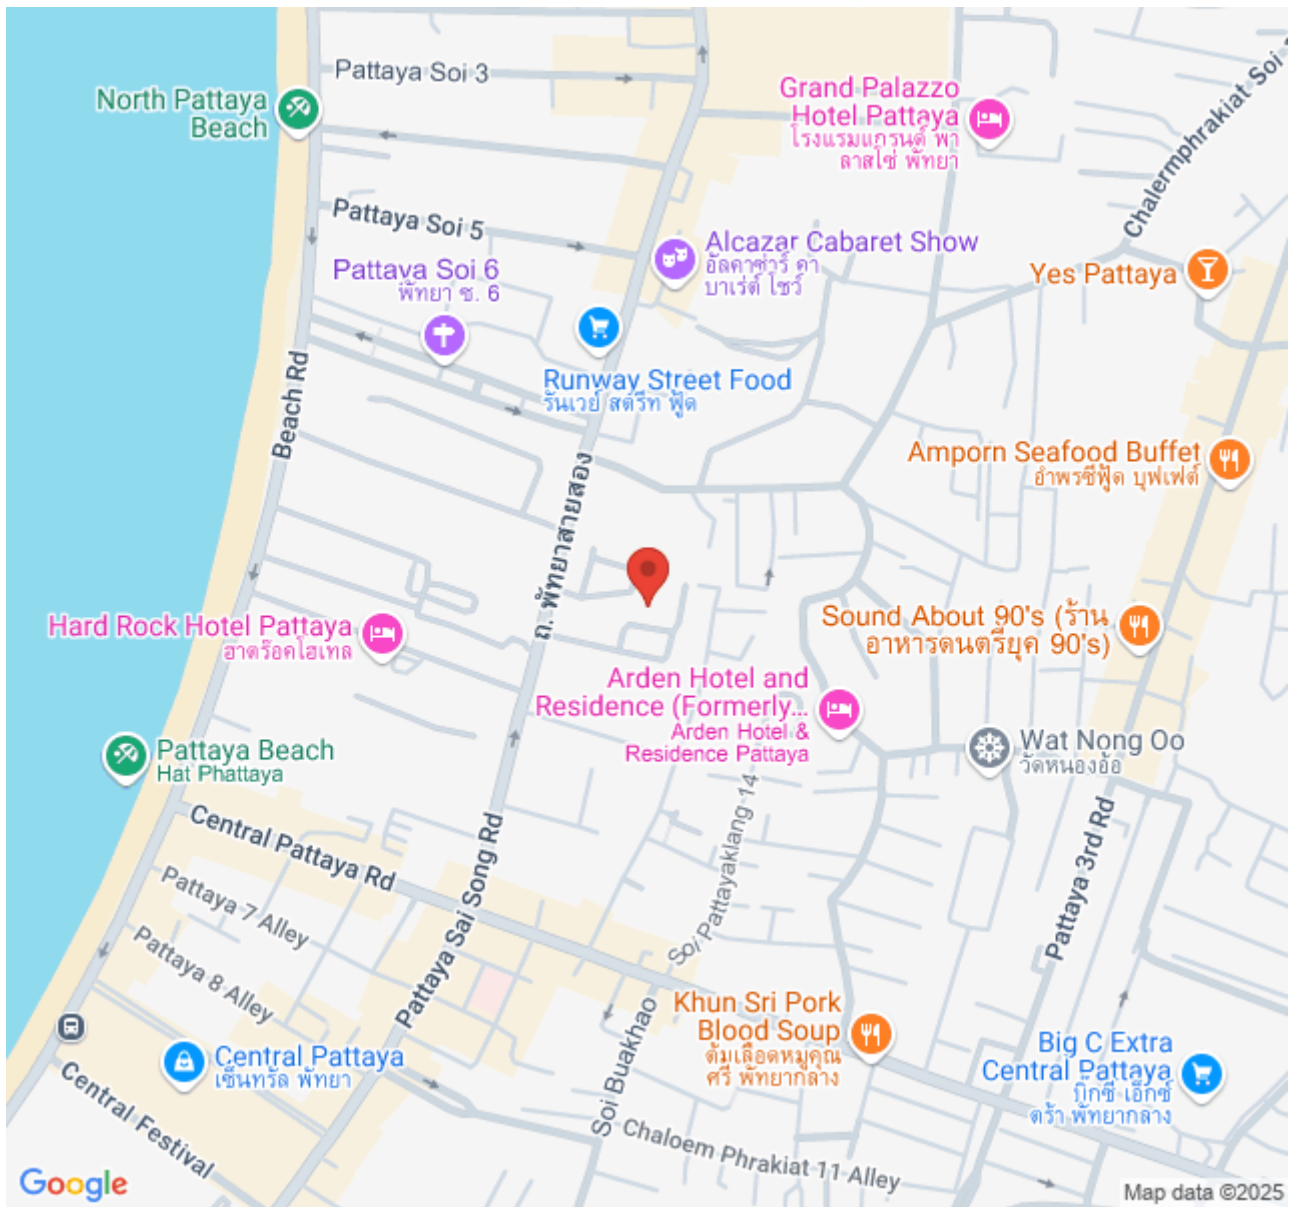 Pattaya Soi 3
North Pattaya
Beach
Grand Palazzo
Hotel Pattaya
โรงแรมแกรนด์ พา
ลาสโซ่ พัทยา
Chalermphrakiat Soi
Pattaya Soi 5
Alcazar Cabaret Show
อัลคาซ่าร์ คา
บาเร่ต์ โชว์
Pattaya Soi 6
พัทยา ซ. 6
Yes Pattaya
Runway Street Food
รันเวย์ สตรีท ฟู้ด
Beach Rd
Amporn Seafood Buffet
อำพรซีฟู้ด บุฟเฟต์
ถ. พัทยาสายสอง
Hard Rock Hotel Pattaya
ฮาดร๊อคโฮเทล
Sound About 90's (ร้าน
อาหารดนตรียุค 90's)
Arden Hotel and
Residence (Formerly...
Arden Hotel &
Residence Pattaya
Wat Nong Oo
วัดหนองอ้อ
Pattaya Beach
Hat Phattaya
Central Pattaya Rd
Pattaya Sai Song Rd
Soi Pattayaklang 14
Pattaya 3rd Rd
Pattaya 7 Alley
Pattaya 8 Alley
Soi Buakhao
Khun Sri Pork
Blood Soup
ต้มเลือดหมูคุณ
ศรี พัทยากลาง
Central Pattaya
เซ็นทรัล พัทยา
Big C Extra
Central Pattaya
บิ๊กซี เอ็กซ์
ตร้า พัทยากลาง
Central Festival
Chaloem Phrakiat 11 Alley
Google
Map data ©2025